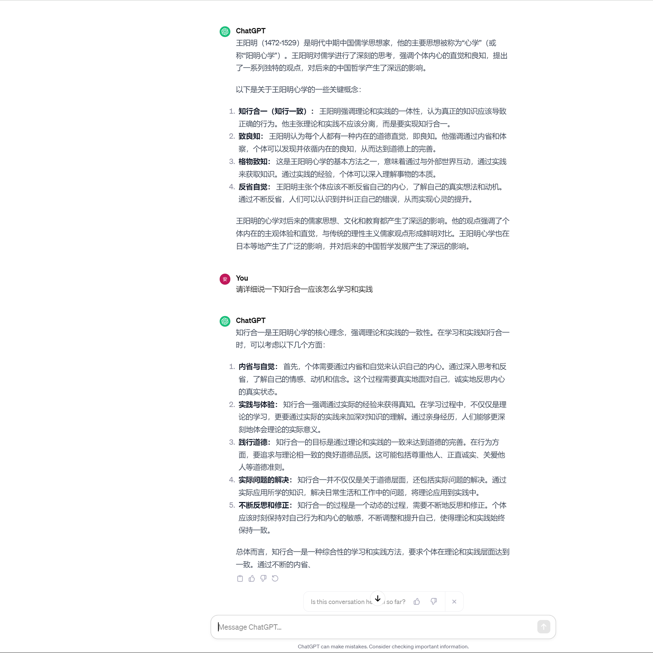 ChatGPT
王阳明（1472-1529）是明代中期中国儒学思想家，他的主要思想被称为“心学”（或
称“阳明心学”）。王阳明对儒学进行了深刻的思考，强调个体内心的直觉和良知，提出
了一系列独特的观点，对后来的中国哲学产生了深远的影响。
以下是关于王阳明心学的一些关键概念：
1. 知行合一（知行一致）： 王阳明强调理论和实践的一体性，认为真正的知识应该导致
正确的行为。他主张理论和实践不应该分离，而是要实现知行合一。
2. 致良知： 王阳明认为每个人都有一种内在的道德直觉，即良知。他强调通过内省和体
察，个体可以发现并依循内在的良知，从而达到道德上的完善。
3. 格物致知： 这是王阳明心学的基本方法之一，意味着通过与外部世界互动，通过实践
来获取知识。通过实践的经验，个体可以深入理解事物的本质。
4. 反省自觉： 王阳明主张个体应该不断反省自己的内心，了解自己的真实想法和动机。
通过不断反省，人们可以认识到并纠正自己的错误，从而实现心灵的提升。
王阳明的心学对后来的儒家思想、文化和教育都产生了深远的影响。他的观点强调了个
体内在的主观体验和直觉，与传统的理性主义儒家观点形成鲜明对比。王阳明心学也在
日本等地产生了广泛的影响，并对后来的中国哲学发展产生了深远的影响。
You
请详细说一下知行合一应该怎么学习和实践
ChatGPT
知行合一是王阳明心学的核心理念，强调理论和实践的一致性。在学习和实践知行合一
时，可以考虑以下几个方面：
1. 内省与自觉： 首先，个体需要通过内省和自觉来认识自己的内心。通过深入思考和反
省，了解自己的情感、动机和信念。这个过程需要真实地面对自己，诚实地反思内心
的真实状态。
2. 实践与体验： 知行合一强调通过实际的经验来获得真知。在学习过程中，不仅仅是理
论的学习，更要通过实际的实践来加深对知识的理解。通过亲身经历，人们能够更深
刻地体会理论的实际意义。
3. 践行道德： 知行合一的目标是通过理论和实践的一致来达到道德的完善。在行为方
面，要追求与理论相一致的良好道德品质。这可能包括尊重他人、正直诚实、关爱他
人等道德准则。
4. 实际问题的解决： 知行合一并不仅仅是关于道德层面，还包括实际问题的解决。通过
实际应用所学的知识，解决日常生活和工作中的问题，将理论应用到实践中。
5. 不断反思和修正： 知行合一的过程是一个动态的过程，需要不断地反思和修正。个体
应该时刻保持对自己行为和内心的敏感，不断调整和提升自己，使得理论和实践始终
保持一致。
总体而言，知行合一是一种综合性的学习和实践方法，要求个体在理论和实践层面达到
一致。通过不断的内省、
Is this conversation he so far?
Message ChatGPT...
ChatGPT can make mistakes. Consider checking important information.